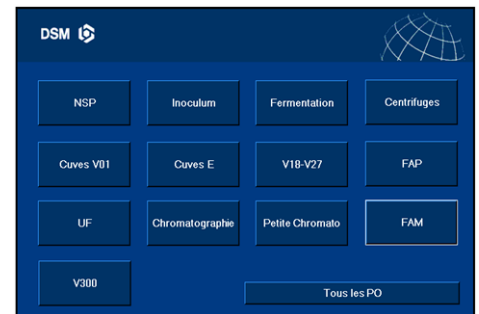 DSM
NSP
Inoculum
Fermentation
Centrifuges
Cuves V01
Cuves E
V18-V27
FAP
UF
Chromatographie
Petite Chromato
FAM
V300
Tous les PO